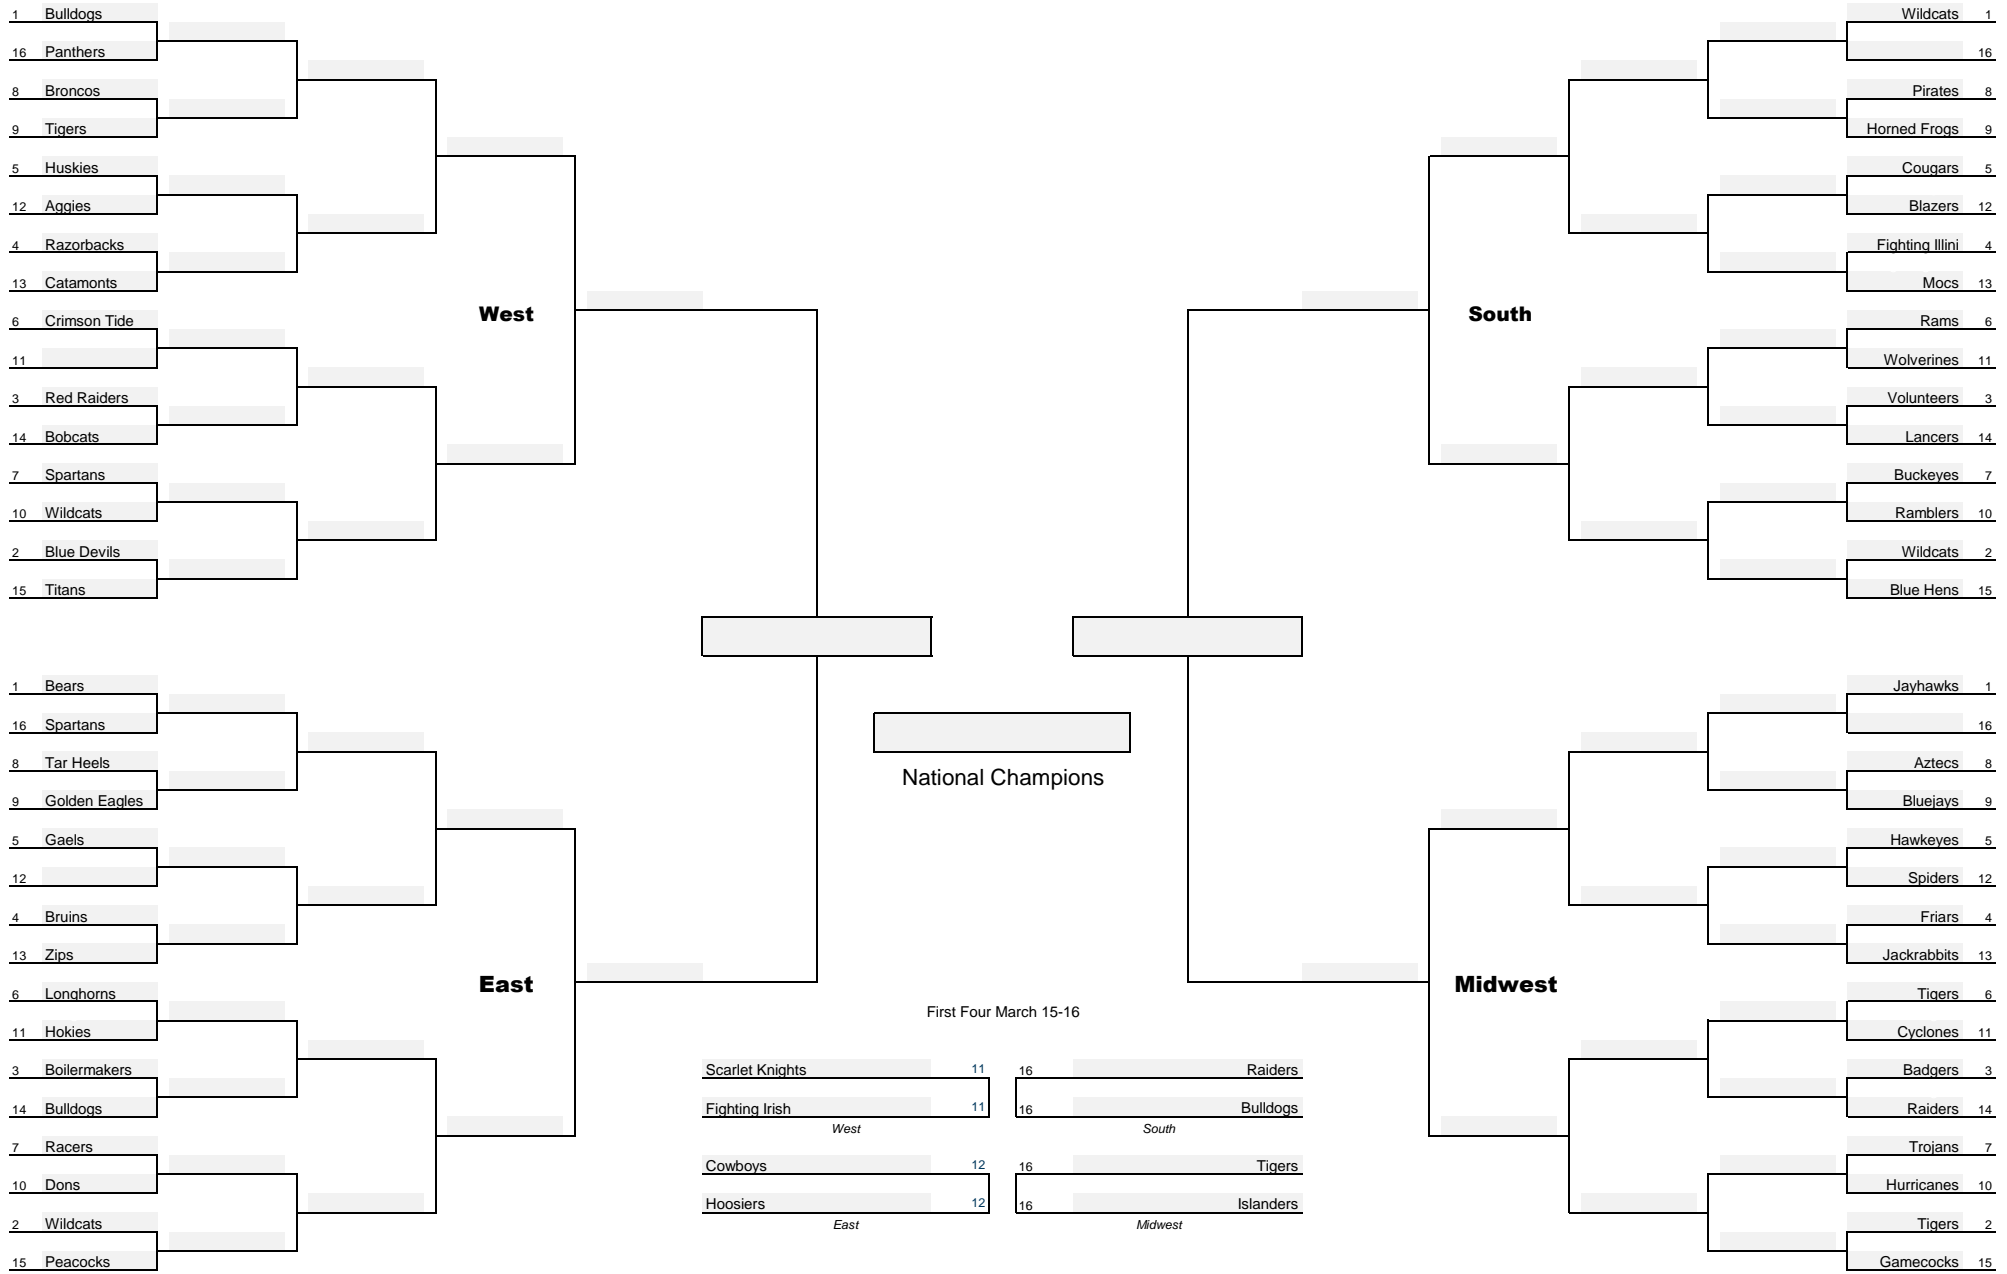 1 Bulldogs
16 Panthers
8 Broncos
9 Tigers
5 Huskies
12 Aggies
4 Razorbacks
13 Catamonts
6 Crimson Tide
11
3 Red Raiders
14 Bobcats
7 Spartans
10 Wildcats
2 Blue Devils
15 Titans
West
1 Bears
16 Spartans
8 Tar Heels
9 Golden Eagles
5 Gaels
12
4 Bruins
13 Zips
6 Longhorns
11 Hokies
3 Boilermakers
14 Bulldogs
7 Racers
10 Dons
2 Wildcats
15 Peacocks
East
Wildcats 1
16
Pirates 8
Horned Frogs 9
Cougars 5
Blazers 12
Fighting Illini 4
Mocs 13
Rams 6
Wolverines 11
Volunteers 3
Lancers 14
Buckeyes 7
Ramblers 10
Wildcats 2
Blue Hens 15
South
Jayhawks 1
16
Aztecs 8
Bluejays 9
Hawkeyes 5
Spiders 12
Friars 4
Jackrabbits 13
Tigers 6
Cyclones 11
Badgers 3
Raiders 14
Trojans 7
Hurricanes 10
Tigers 2
Gamecocks 15
Midwest
National Champions
First Four March 15-16
Scarlet Knights 11
Fighting Irish 11
West
16 Raiders
16 Bulldogs
South
Cowboys 12
Hoosiers 12
East
16 Tigers
16 Islanders
Midwest